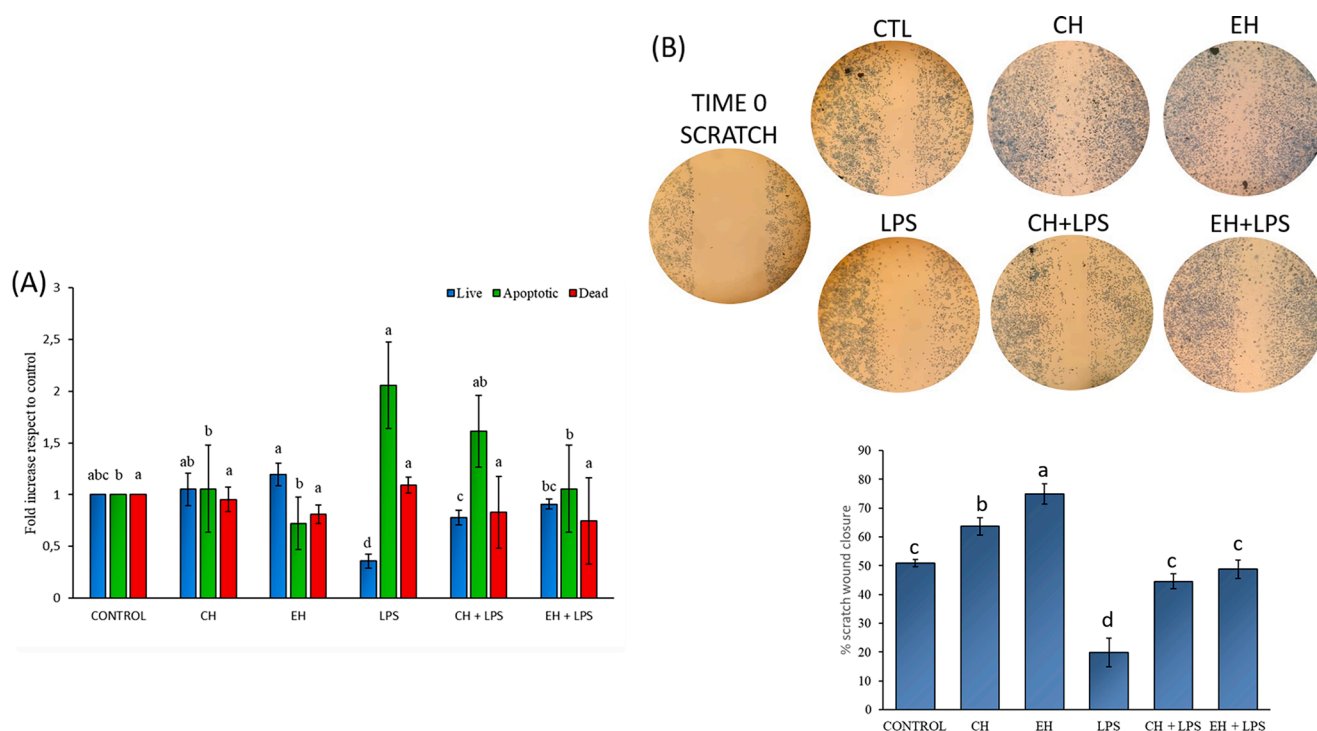 (A)
Fold increase respect to control
3
2,5
2
1,5
1
0,5
0
Live Apoptotic Dead
abc b a
ab b a
a b a
d a a
c ab a
bc b a
CONTROL CH EH LPS CH + LPS EH + LPS
(B)
TIME 0
SCRATCH
CTL CH EH
LPS CH+LPS EH+LPS
% scratch wound closure
90
80
70
60
50
40
30
20
10
0
c b a d c c
CONTROL CH EH LPS CH + LPS EH + LPS